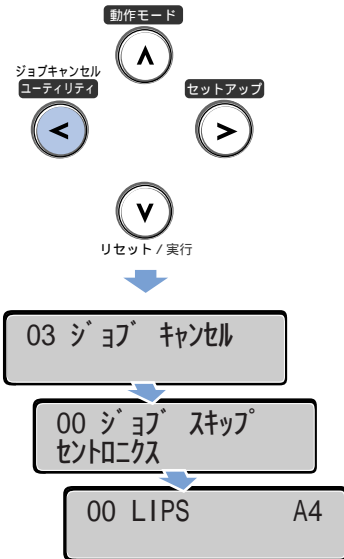 動作モード
ジョブキャンセル
ユーティリティ
セットアップ
リセット / 実行
03 ｼﾞｮﾌﾞ ｷｬﾝｾﾙ
00 ｼﾞｮﾌﾞ ｽｷｯﾌﾟ
ｾﾝﾄﾛﾆｸｽ
00 LIPS A4